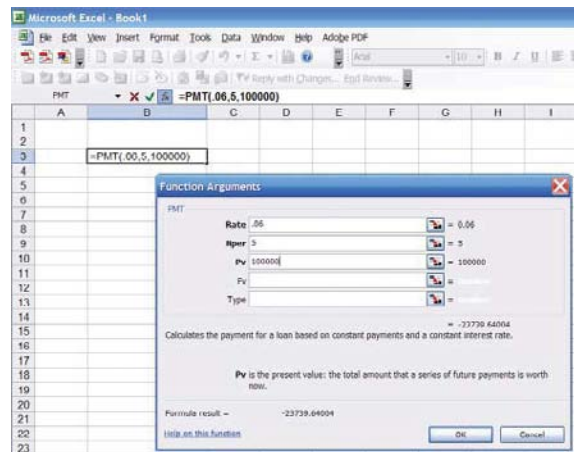 Microsoft Excel - Book1
File Edit View Insert Format Tools Data Window Help Adobe PDF
Arial 10 B I U
Reply with Changes... End Review...
PMT =PMT(.06,5,100000)
A B C D E F G H I
1
2
3 =PMT(.06,5,100000)
4
5 Function Arguments
6 PMT
7
8 Rate .06 = 0.06
9 Nper 5 = 5
10 Pv 100000 = 100000
11 Fv =
12
13 Type =
14
= -23739.64004
15 Calculates the payment for a loan based on constant payments and a constant interest rate.
16
17
18 Pv is the present value: the total amount that a series of future payments is worth
19 now.
20
21 Formula result = -23739.64004
22 Help on this function OK Cancel
23